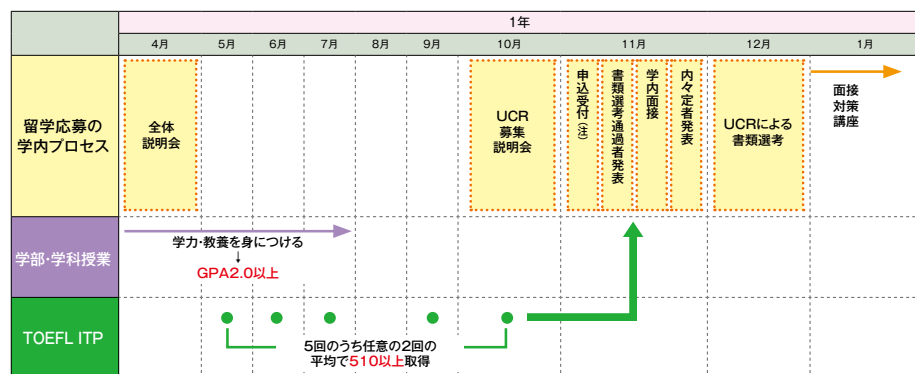 1年
4月
5月
6月
7月
8月
9月
10月
11月
12月
1月
留学応募の
学内プロセス
全体
説明会
UCR
募集
説明会
申込受付(注)
書類選考通過者発表
学内面接
内々定者発表
UCRによる
書類選考
面接
対策
講座
学部・学科授業
学力・教養を身につける
↓
GPA2.0以上
TOEFL ITP
5回のうち任意の2回の
平均で510以上取得